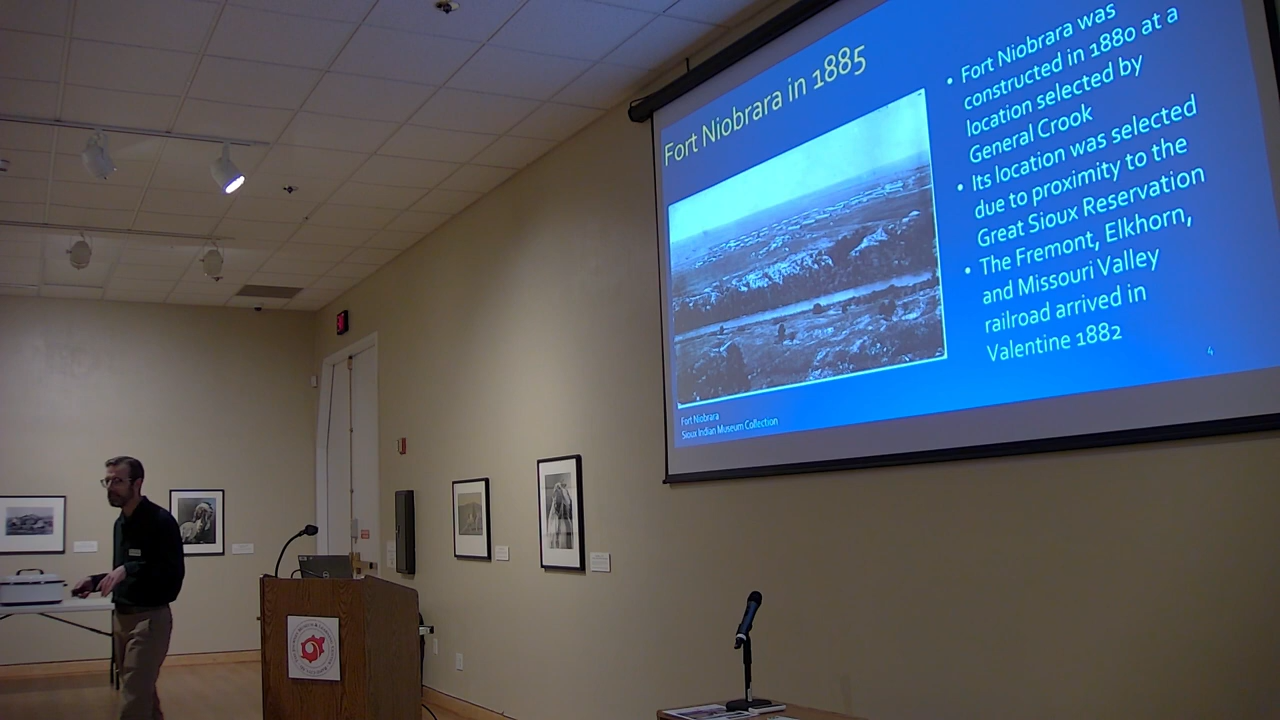 Fort Niobrara in 1885
• Fort Niobrara was
constructed in 1880 at a
location selected by
General Crook
• Its location was selected
due to proximity to the
Great Sioux Reservation
• The Fremont, Elkhorn,
and Missouri Valley
railroad arrived in
Valentine 1882
4
Fort Niobrara
Sioux Indian Museum Collection